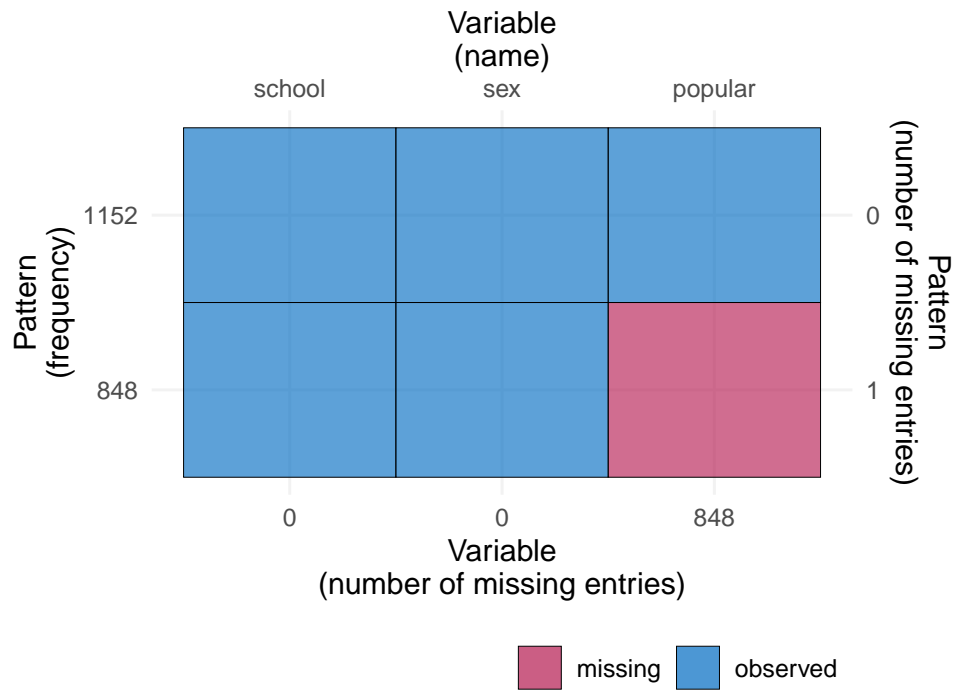 Variable
(name)
school sex popular
Pattern
(frequency)
1152
848
0
1
Pattern
(number of missing entries)
0 0 848
Variable
(number of missing entries)
missing observed